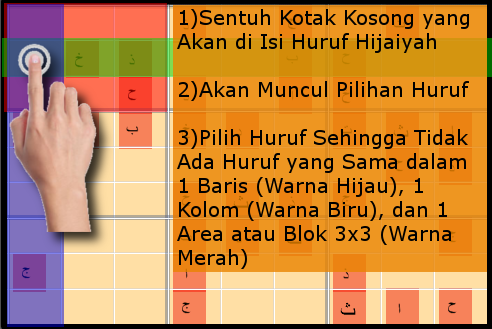 1)Sentuh Kotak Kosong yang
Akan di Isi Huruf Hijaiyah
2)Akan Muncul Pilihan Huruf
3)Pilih Huruf Sehingga Tidak
Ada Huruf yang Sama dalam
1 Baris (Warna Hijau), 1
Kolom (Warna Biru), dan 1
Area atau Blok 3x3 (Warna
Merah)
ج
ج
ا